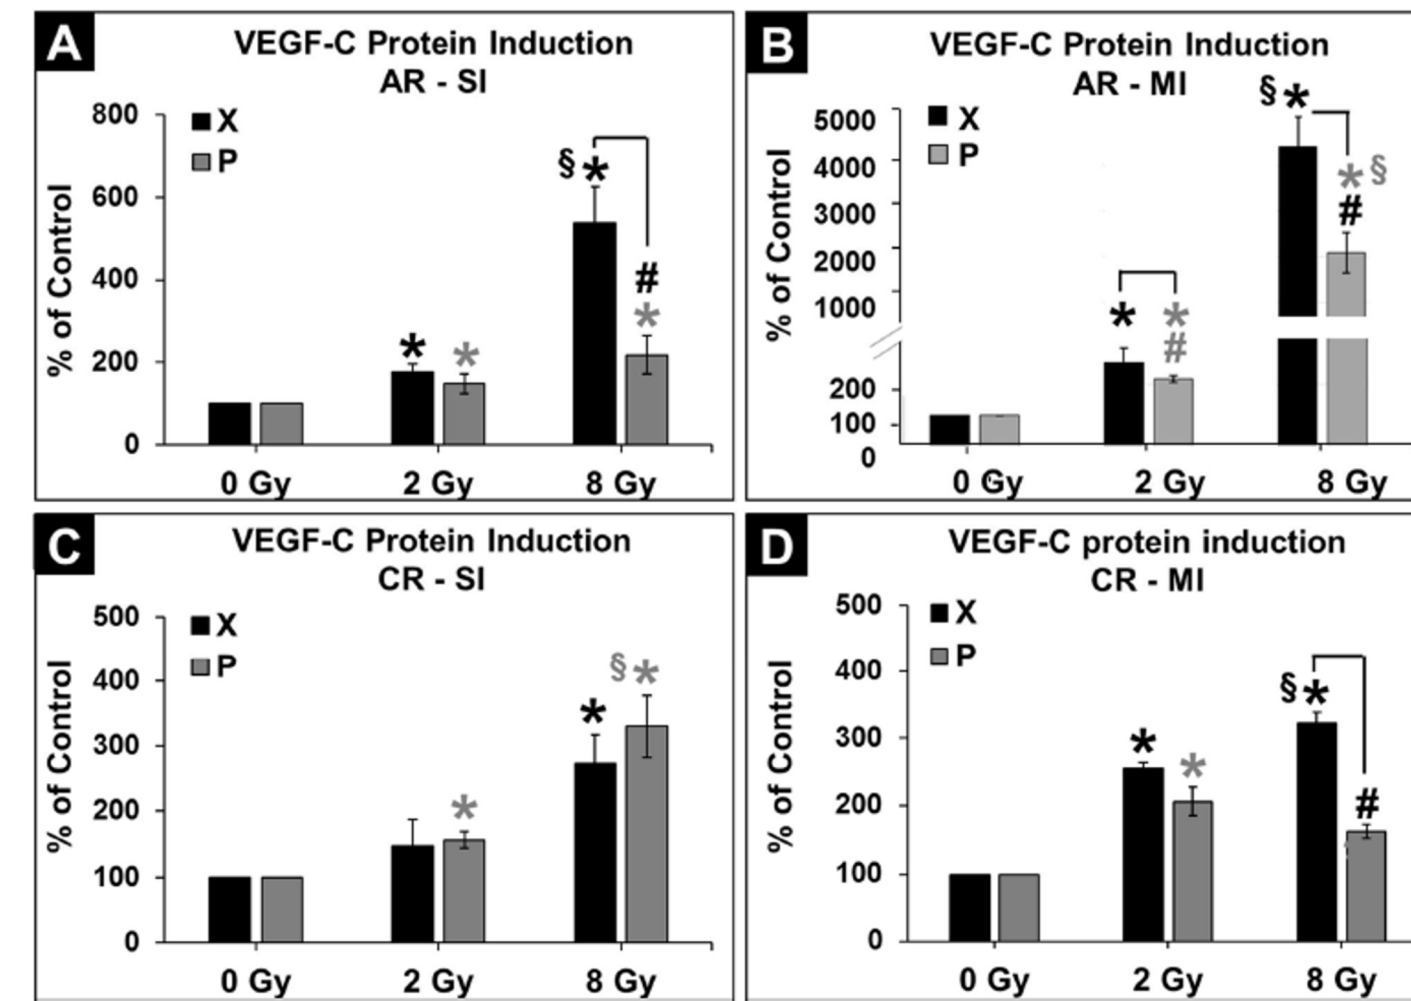 A
VEGF-C Protein Induction
AR - SI
800
600
400
200
0
% of Control
X
P
§ *
#
*
*
*
0 Gy
2 Gy
8 Gy
B
VEGF-C Protein Induction
AR - MI
5000
4000
3000
2000
1000
200
100
0
% of Control
X
P
§ *
* §
#
*
*
#
0 Gy
2 Gy
8 Gy
C
VEGF-C Protein Induction
CR - SI
500
400
300
200
100
0
% of Control
X
P
§ *
*
*
0 Gy
2 Gy
8 Gy
D
VEGF-C protein induction
CR - MI
500
400
300
200
100
0
% of Control
X
P
§ *
*
*
#
0 Gy
2 Gy
8 Gy